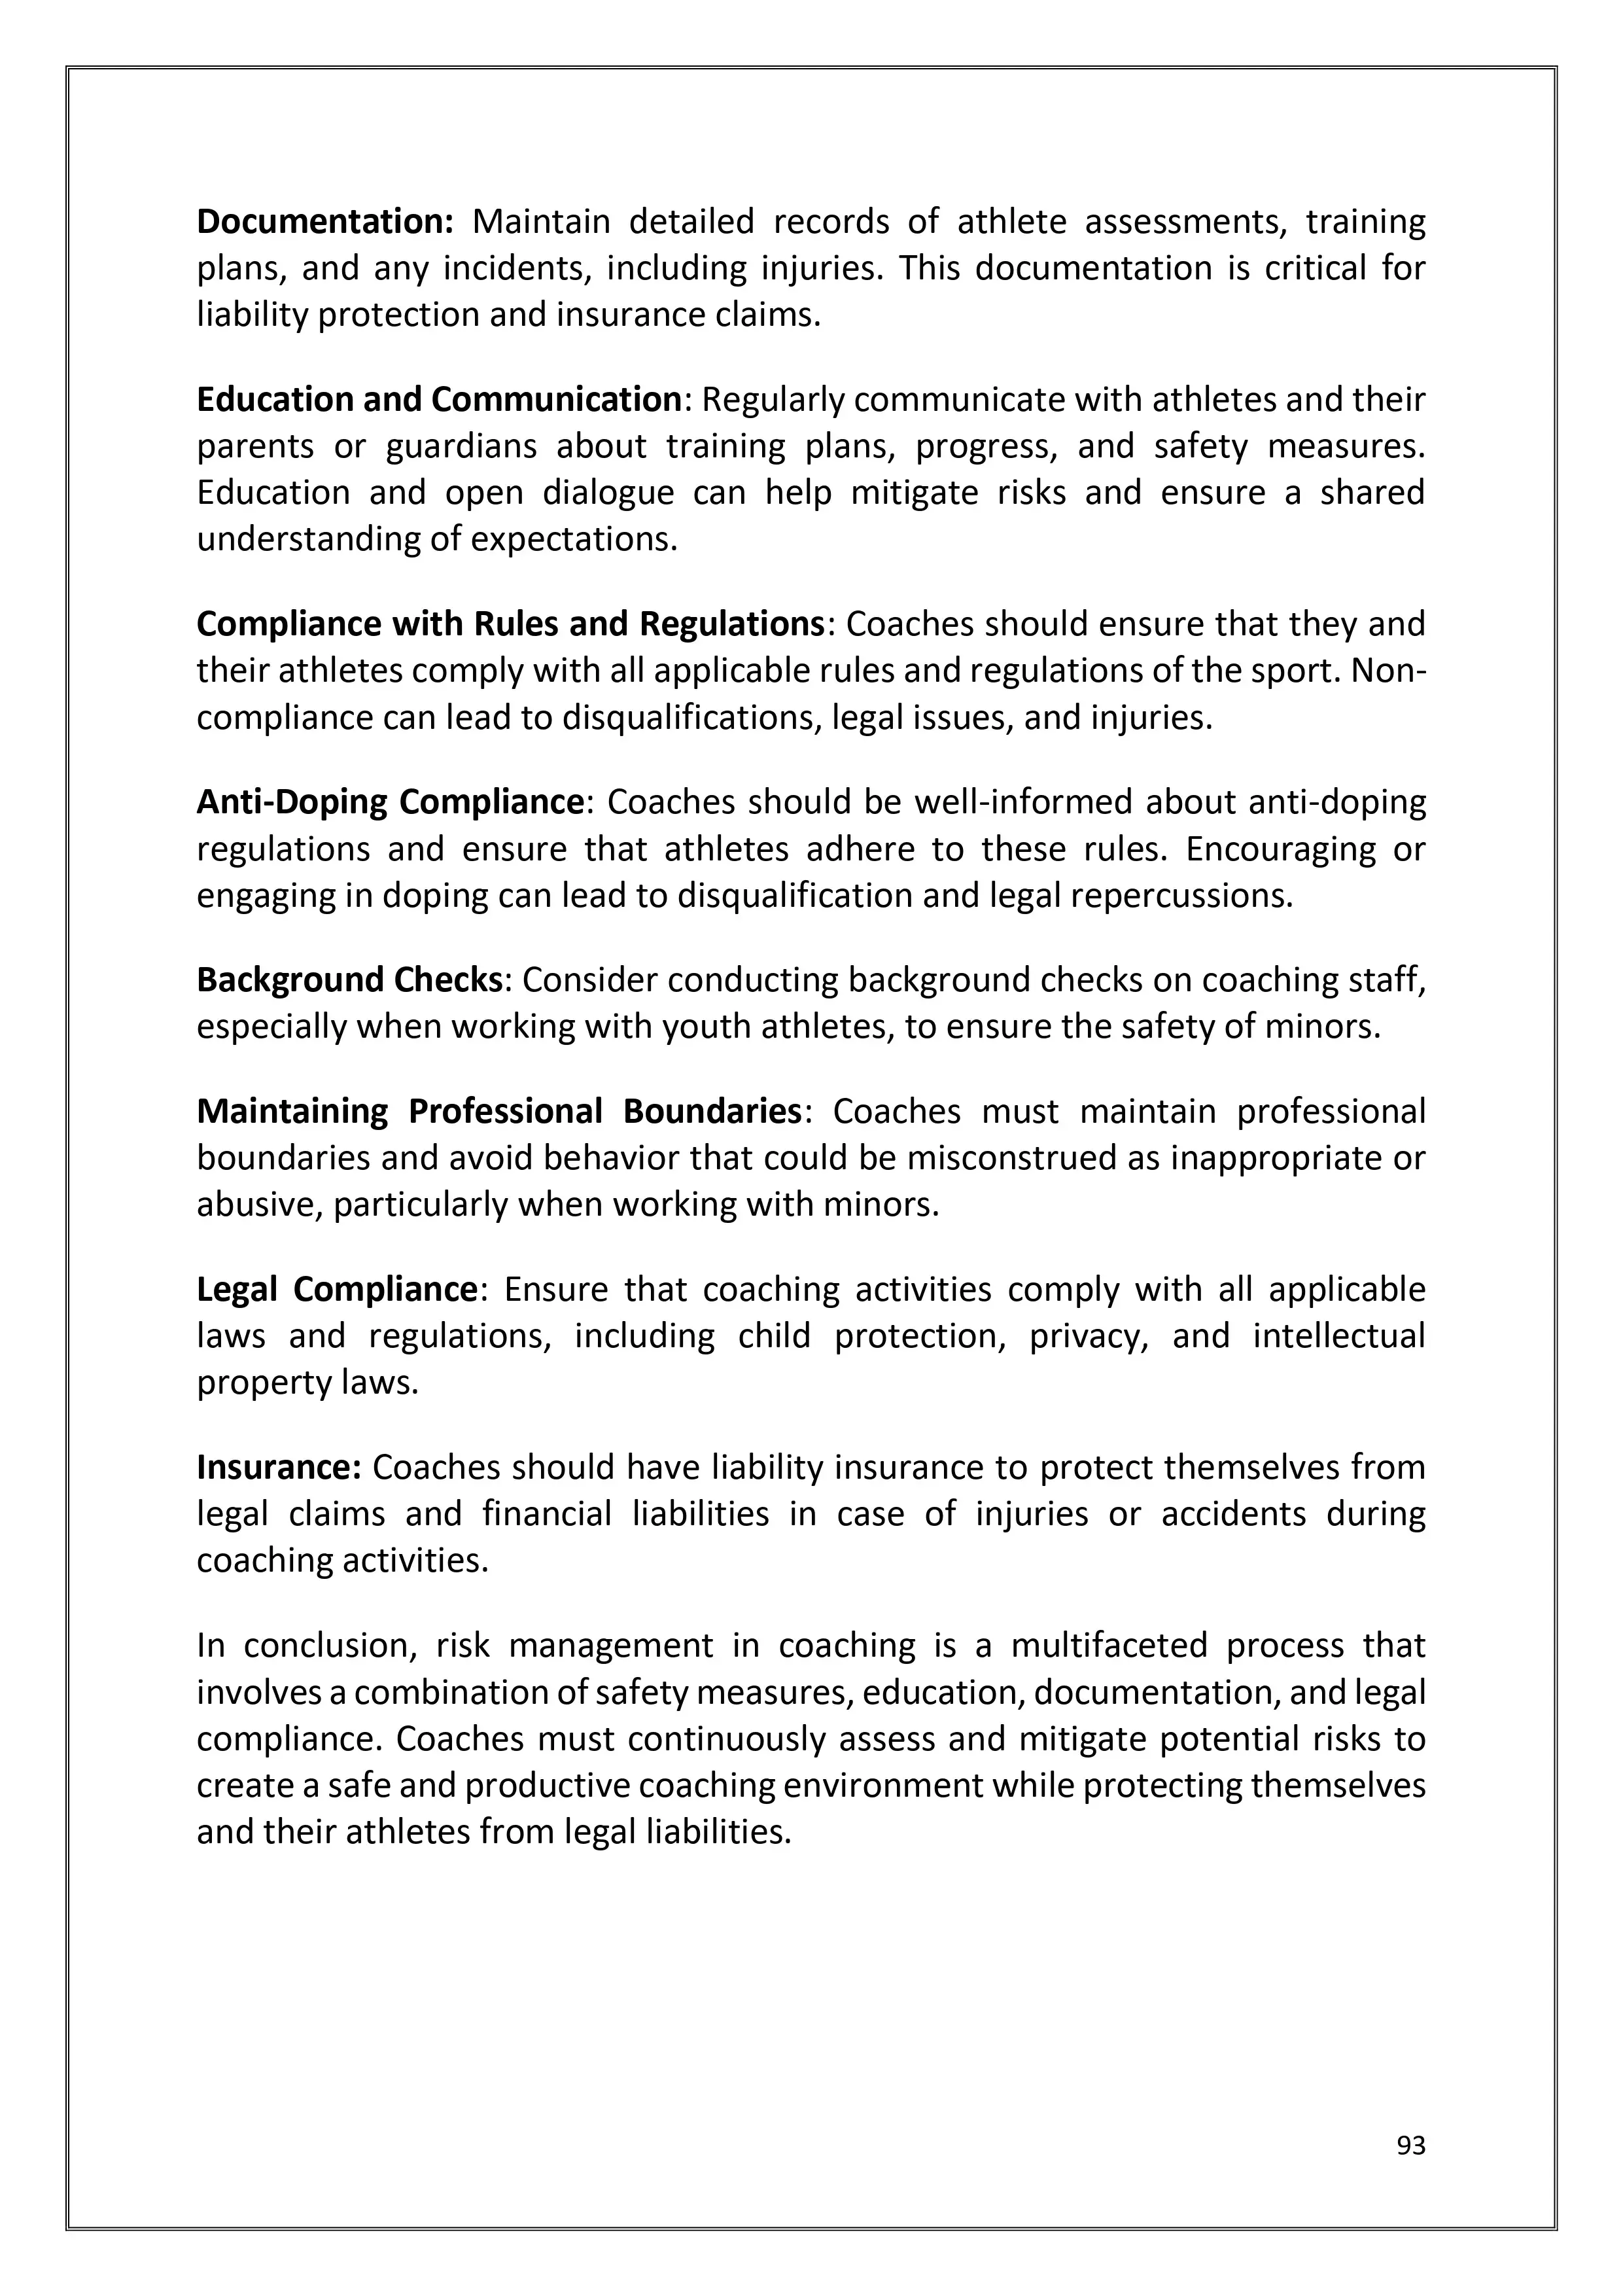 Documentation: Maintain detailed records of athlete assessments, training
plans, and any incidents, including injuries. This documentation is critical for
liability protection and insurance claims.
Education and Communication: Regularly communicate with athletes and their
parents or guardians about training plans, progress, and safety measures.
Education and open dialogue can help mitigate risks and ensure a shared
understanding of expectations.
Compliance with Rules and Regulations: Coaches should ensure that they and
their athletes comply with all applicable rules and regulations of the sport. Non-
compliance can lead to disqualifications, legal issues, and injuries.
Anti-Doping Compliance: Coaches should be well-informed about anti-doping
regulations and ensure that athletes adhere to these rules. Encouraging or
engaging in doping can lead to disqualification and legal repercussions.
Background Checks: Consider conducting background checks on coaching staff,
especially when working with youth athletes, to ensure the safety of minors.
Maintaining Professional Boundaries: Coaches must maintain professional
boundaries and avoid behavior that could be misconstrued as inappropriate or
abusive, particularly when working with minors.
Legal Compliance: Ensure that coaching activities comply with all applicable
laws and regulations, including child protection, privacy, and intellectual
property laws.
Insurance: Coaches should have liability insurance to protect themselves from
legal claims and financial liabilities in case of injuries or accidents during
coaching activities.
In conclusion, risk management in coaching is a multifaceted process that
involves a combination of safety measures, education, documentation, and legal
compliance. Coaches must continuously assess and mitigate potential risks to
create a safe and productive coaching environment while protecting themselves
and their athletes from legal liabilities.
93